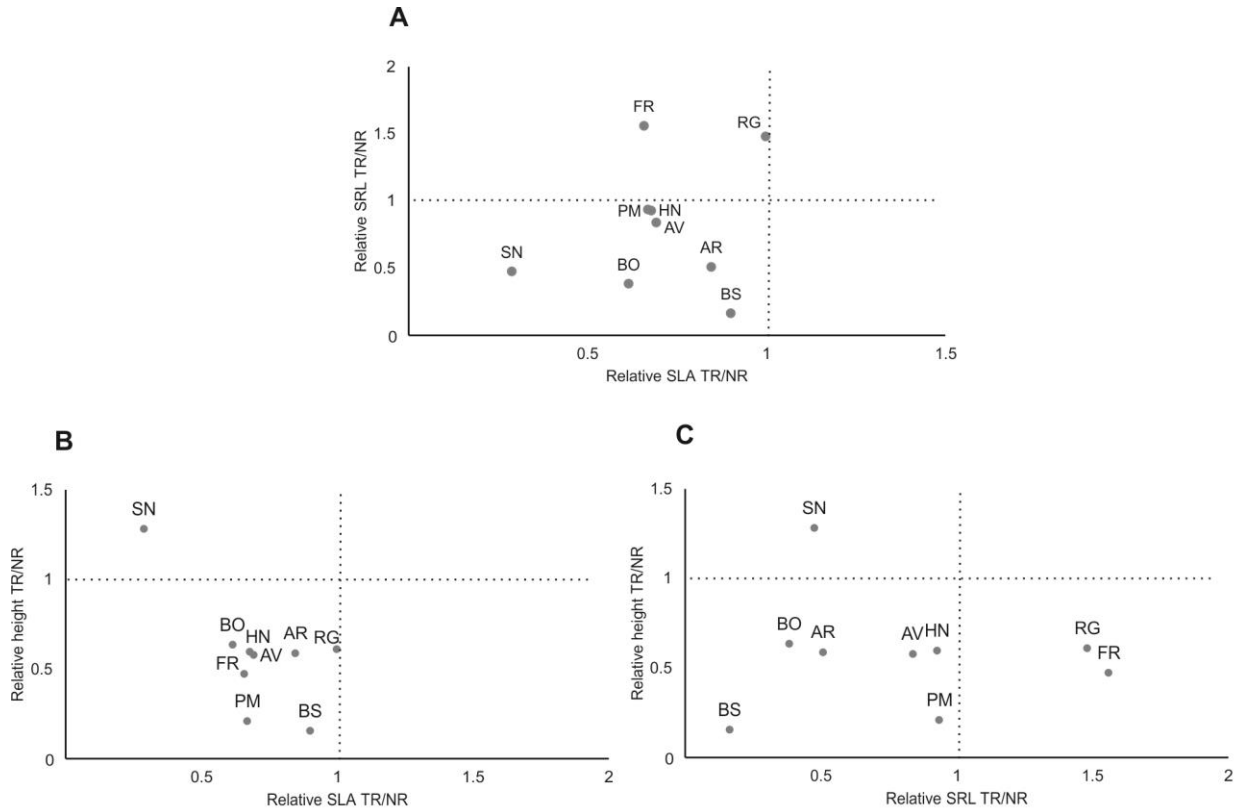 A
Relative SRL TR/NR
2
1.5
1
0.5
0
FR
RG
PM
HN
AV
SN
BO
AR
BS
0.5
1
1.5
Relative SLA TR/NR
B
Relative height TR/NR
1.5
1
0.5
0
SN
BO
HN
AR
RG
FR
AV
PM
BS
0.5
1
2
Relative SLA TR/NR
C
Relative height TR/NR
1.5
1
0.5
0
SN
BO
AR
AV
HN
RG
FR
BS
PM
0.5
1
1.5
2
Relative SRL TR/NR